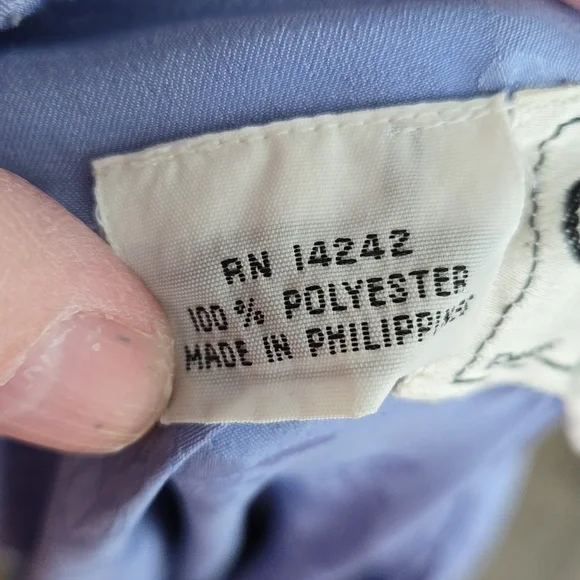 RN 14242
100% POLYESTER
MADE IN PHILIPPINES